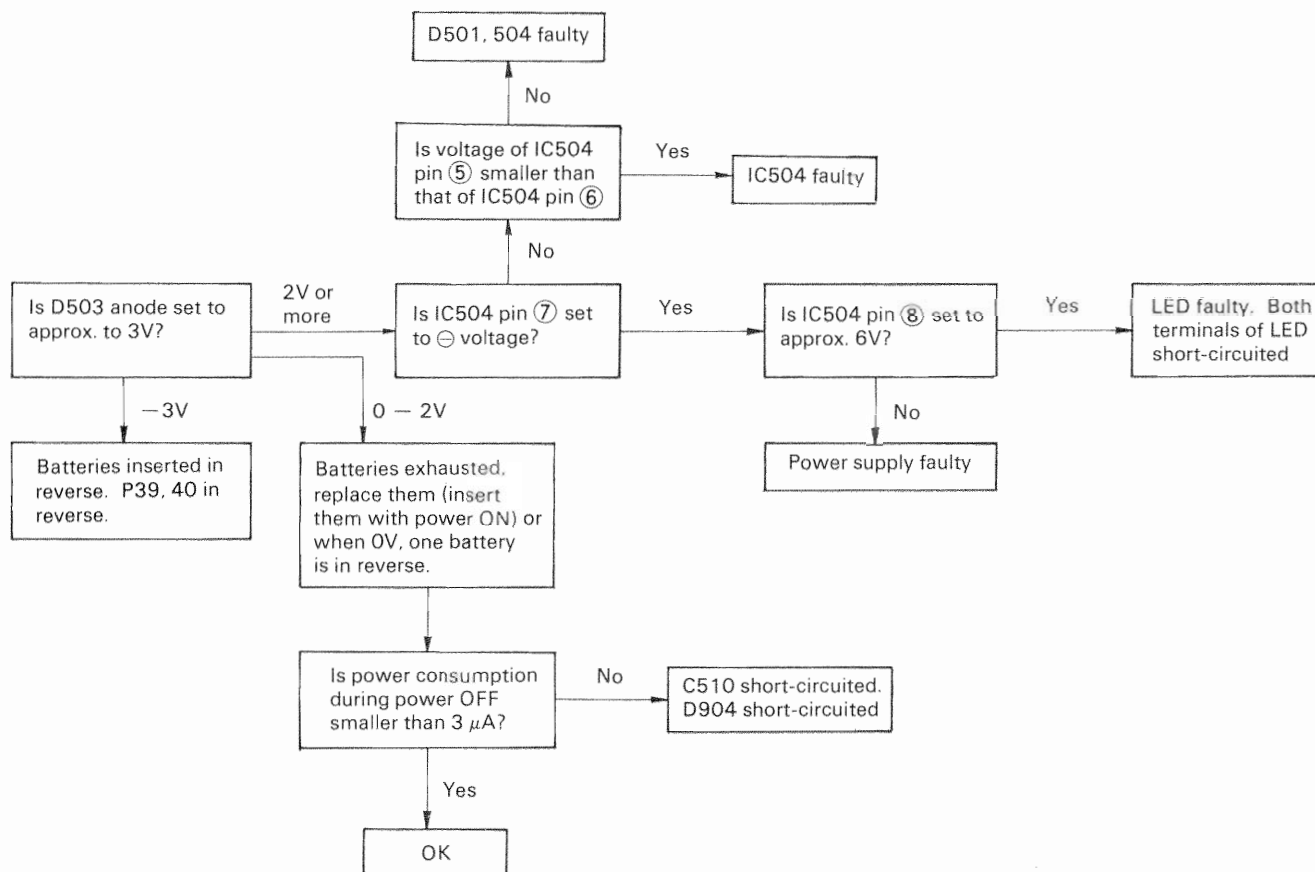 D501, 504 faulty
No
Is voltage of IC504
pin ⑤ smaller than
that of IC504 pin ⑥
Yes
IC504 faulty
No
Is D503 anode set to
approx. to 3V?
2V or
more
Is IC504 pin ⑦ set
to ⊖ voltage?
Yes
Is IC504 pin ⑧ set to
approx. 6V?
Yes
LED faulty. Both
terminals of LED
short-circuited
−3V
0 − 2V
No
Batteries inserted in
reverse. P39, 40 in
reverse.
Batteries exhausted,
replace them (insert
them with power ON) or
when 0V, one battery
is in reverse.
Power supply faulty
Is power consumption
during power OFF
smaller than 3 μA?
No
C510 short-circuited.
D904 short-circuited
Yes
OK